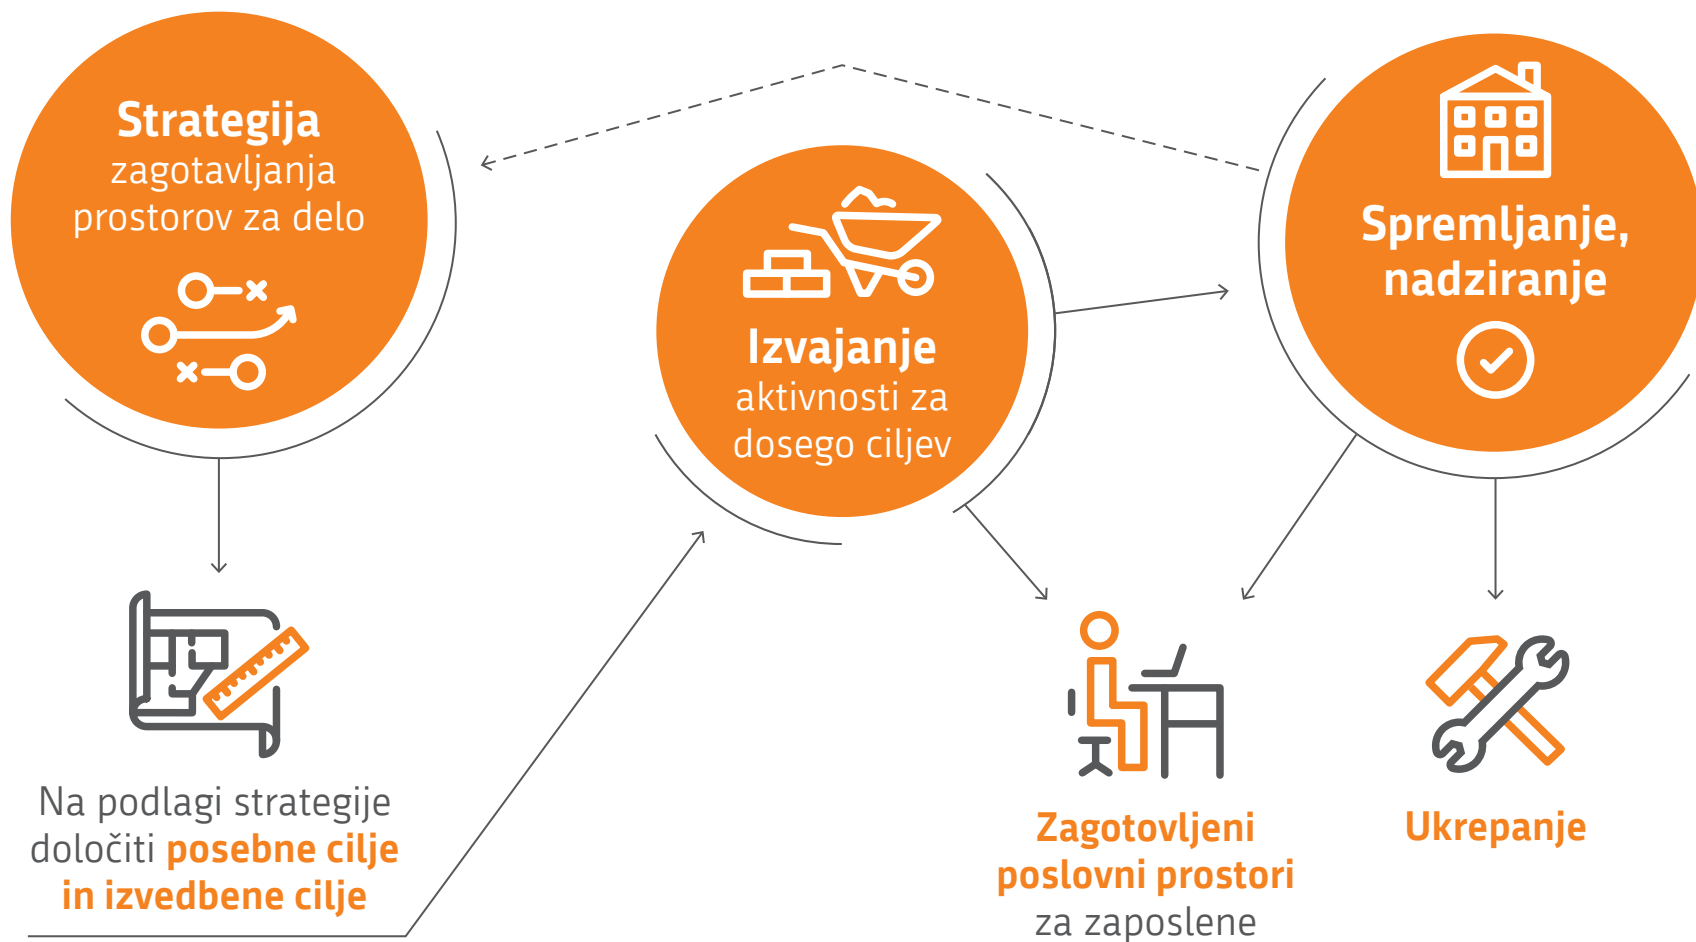 Strategija
zagotavljanja
prostorov za delo
Na podlagi strategije
določiti posebne cilje
in izvedbene cilje
Izvajanje
aktivnosti za
dosego ciljev
Spremljanje,
nadziranje
Zagotovljeni
poslovni prostori
za zaposlene
Ukrepanje